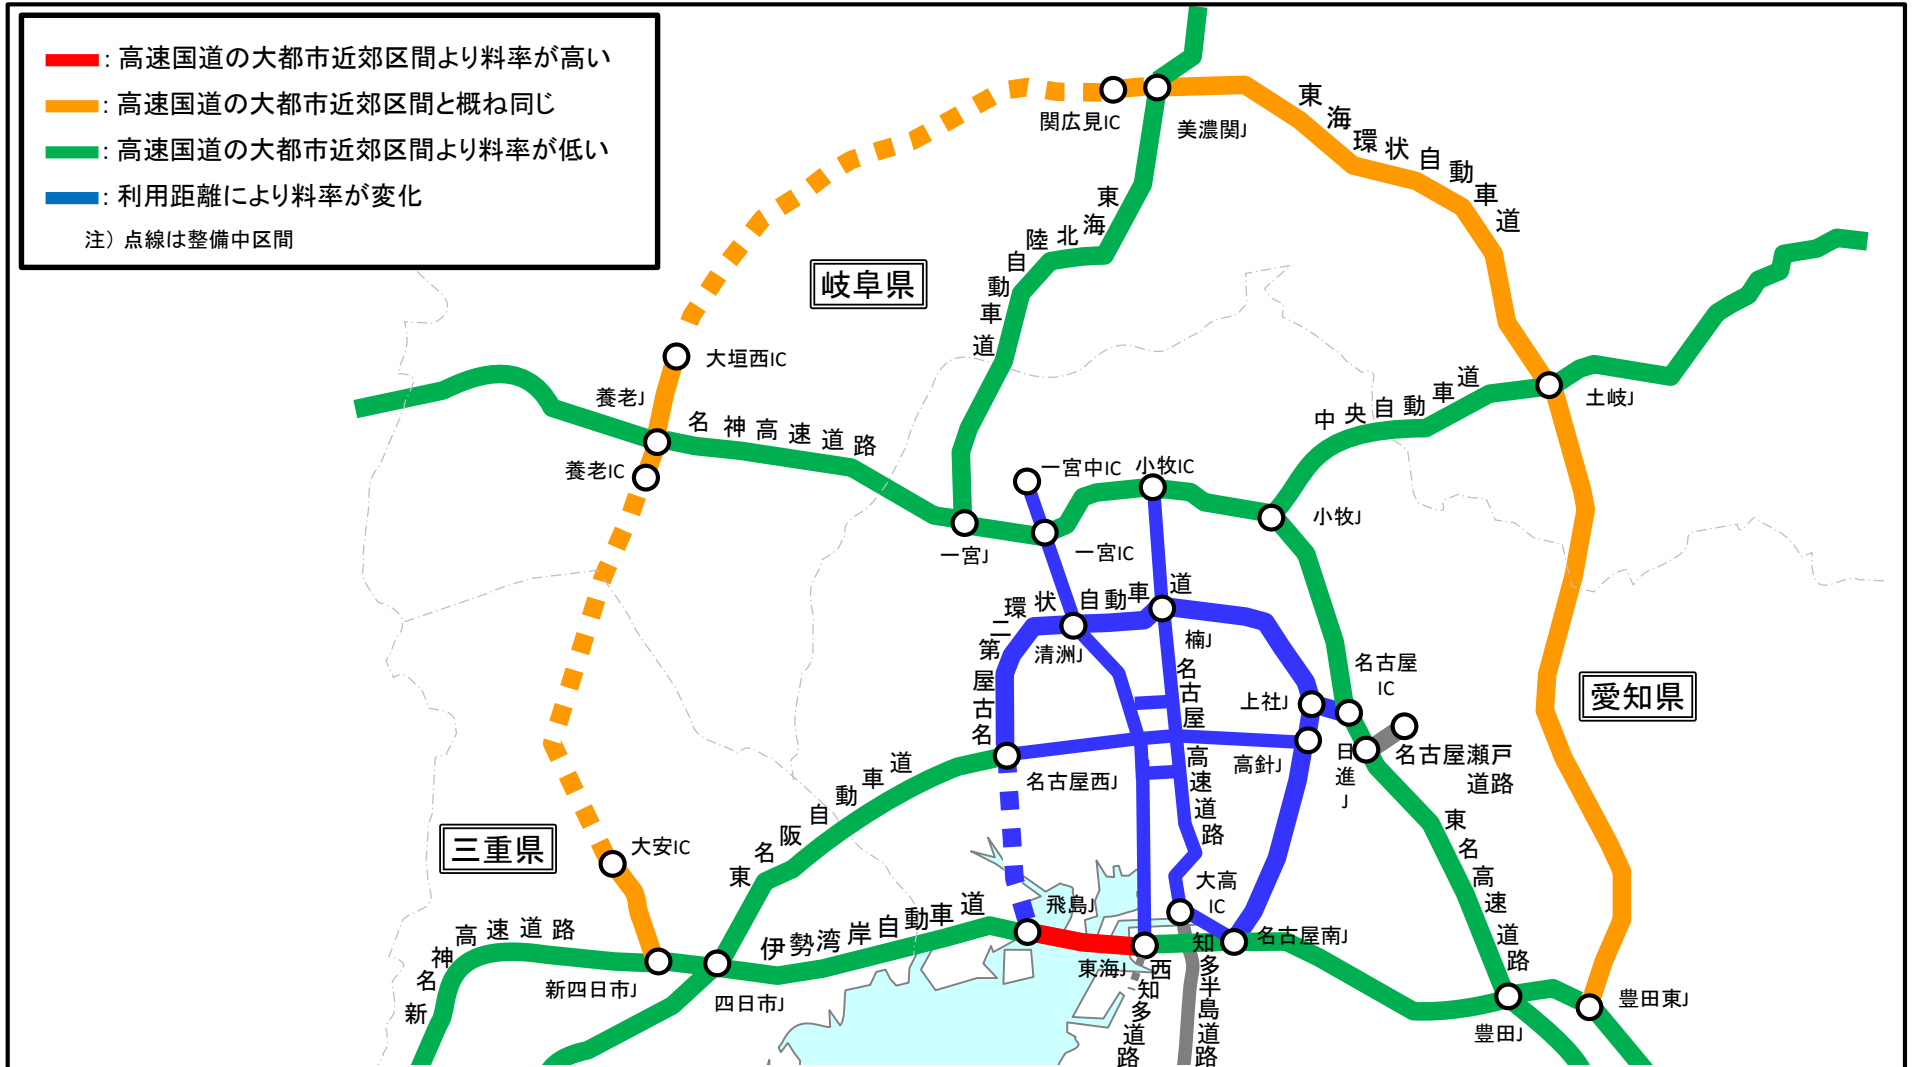 ：高速国道の大都市近郊区間より料率が高い
：高速国道の大都市近郊区間と概ね同じ
：高速国道の大都市近郊区間より料率が低い
：利用距離により料率が変化
注）点線は整備中区間
関広見IC
美濃関J
東海環状自動車道
東海北陸自動車道
岐阜県
大垣西IC
養老J
名神高速道路
養老IC
中央自動車道
土岐J
一宮中IC
小牧IC
小牧J
一宮J
一宮IC
名古屋第二環状自動車道
清洲J
楠J
名古屋高速道路
名古屋
IC
上社J
愛知県
高針J
日進J
名古屋瀬戸
道路
名古屋西J
東名阪自動車道
三重県
大安IC
東名高速道路
大高
IC
飛島J
伊勢湾岸自動車道
新名神高速道路
新四日市J
四日市J
東海J
西知多道路
知多半島道路
名古屋南J
豊田J
豊田東J